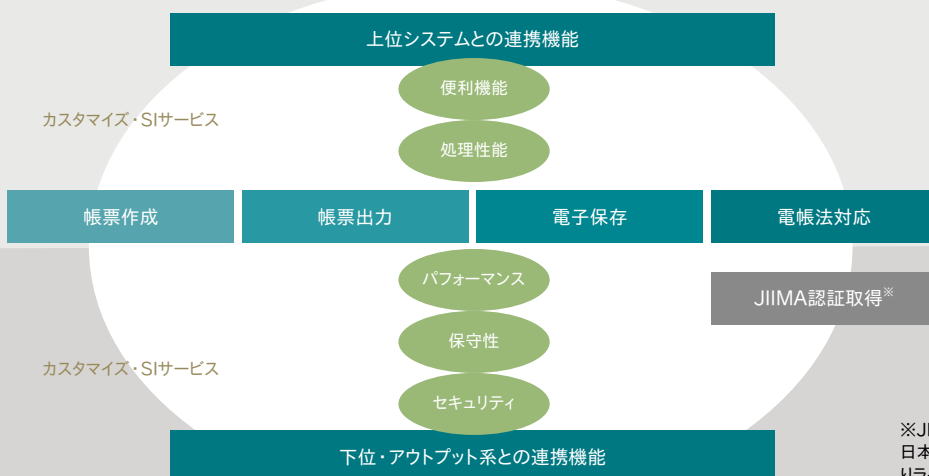 上位システムとの連携機能
便利機能
カスタマイズ・SIサービス
処理性能
帳票作成
帳票出力
電子保存
電帳法対応
パフォーマンス
JIIMA認証取得※
保守性
カスタマイズ・SIサービス
セキュリティ
※JI
日本
下位・アウトプット系との連携機能